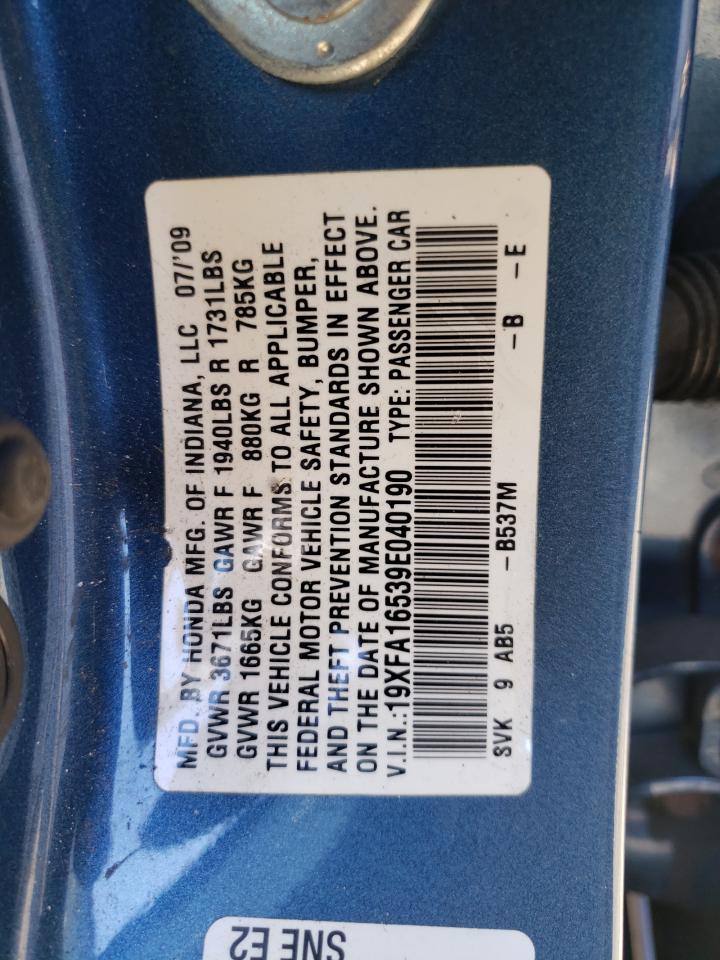 MFD. BY HONDA MFG. OF INDIANA, LLC 07/'09
GVWR 3671LBS GAWR F 1940LBS R 1731LBS
GVWR 1665KG GAWR F 880KG R 785KG
THIS VEHICLE CONFORMS TO ALL APPLICABLE
FEDERAL MOTOR VEHICLE SAFETY, BUMPER,
AND THEFT PREVENTION STANDARDS IN EFFECT
ON THE DATE OF MANUFACTURE SHOWN ABOVE.
V.I.N.:19XFA16539E040190 TYPE: PASSENGER CAR
SVK 9 AB5 -B537M -B -E
SNE E2